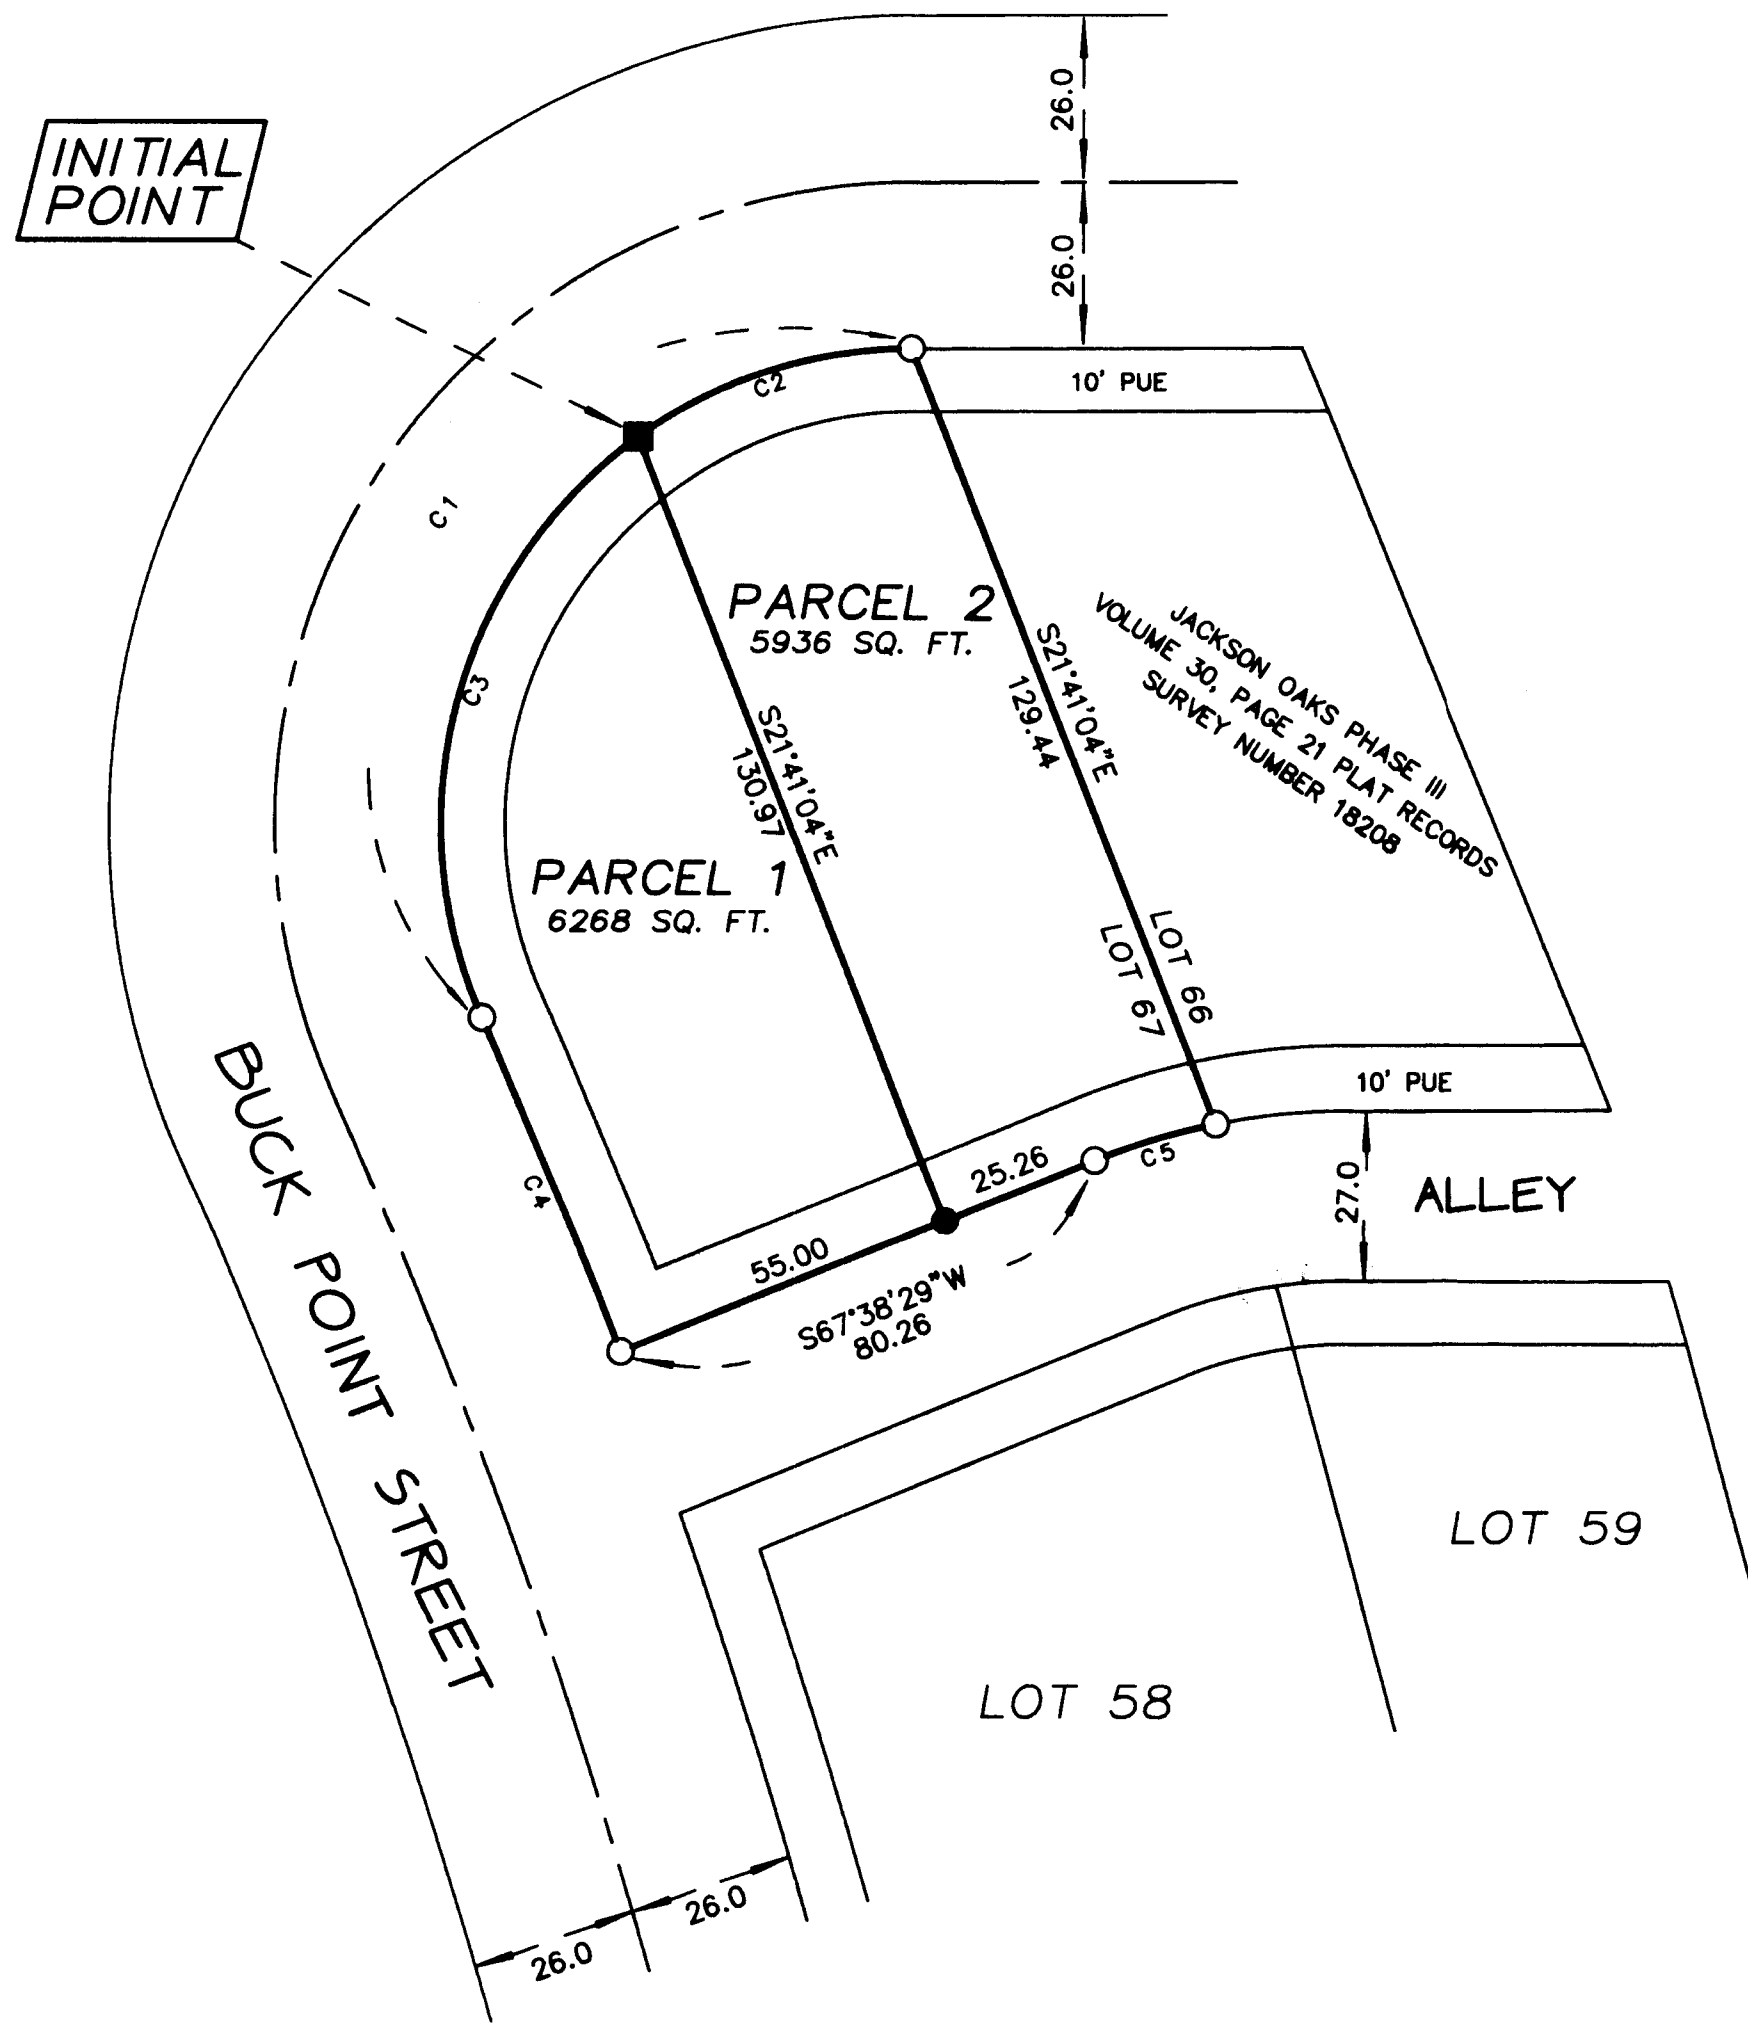 26.0
INITIAL
POINT
26.0
C2
10' PUE
C1
PARCEL 2
5936 SQ. FT.
S21°41'04"E
129.44
JACKSON OAKS PHASE III
VOLUME 30, PAGE 21 PLAT RECORDS
SURVEY NUMBER 18208
C3
S21°41'04"E
130.97
PARCEL 1
6268 SQ. FT.
LOT 66
LOT 67
BUCK POINT STREET
10' PUE
C4
25.26
C5
27.0
ALLEY
55.00
S67°38'29"W
80.26
LOT 59
LOT 58
26.0
26.0